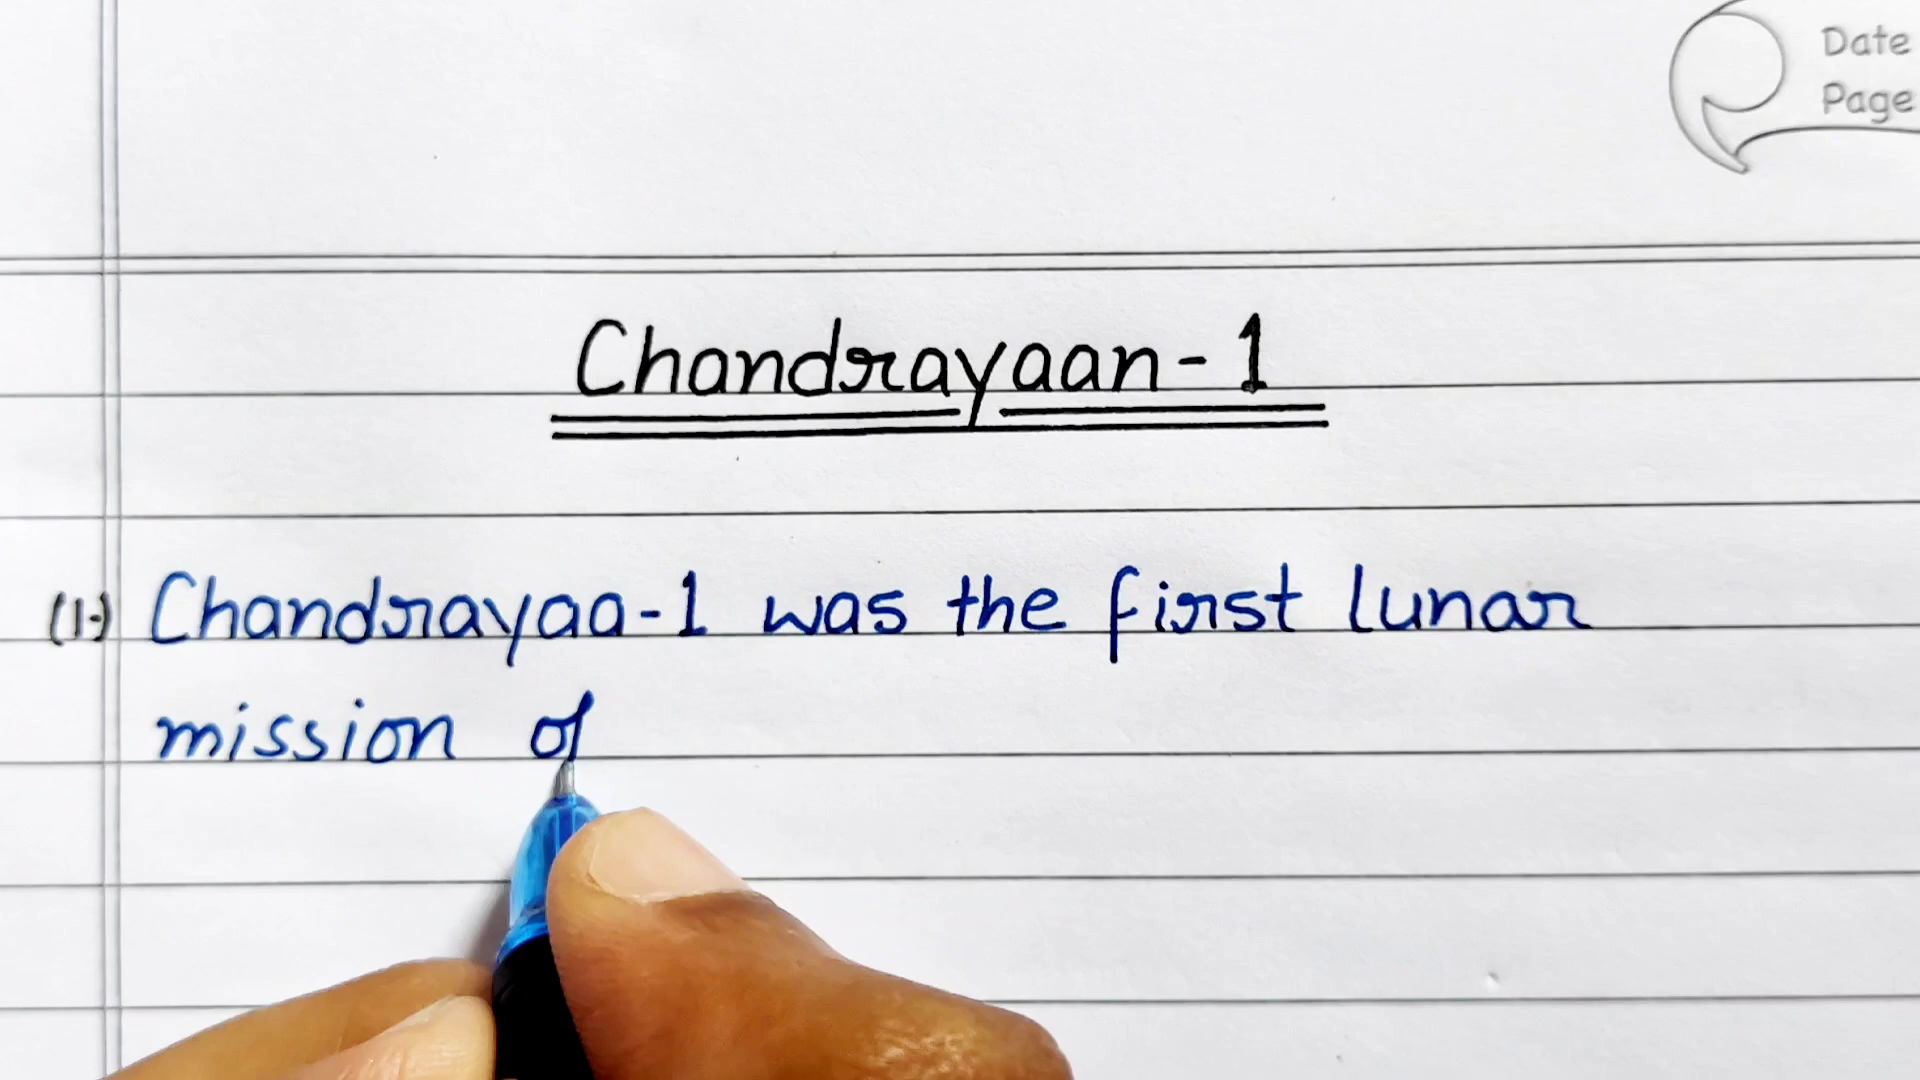 Date
Page
Chandrayaan-1
(1.) Chandrayaa-1 was the first lunar
mission of